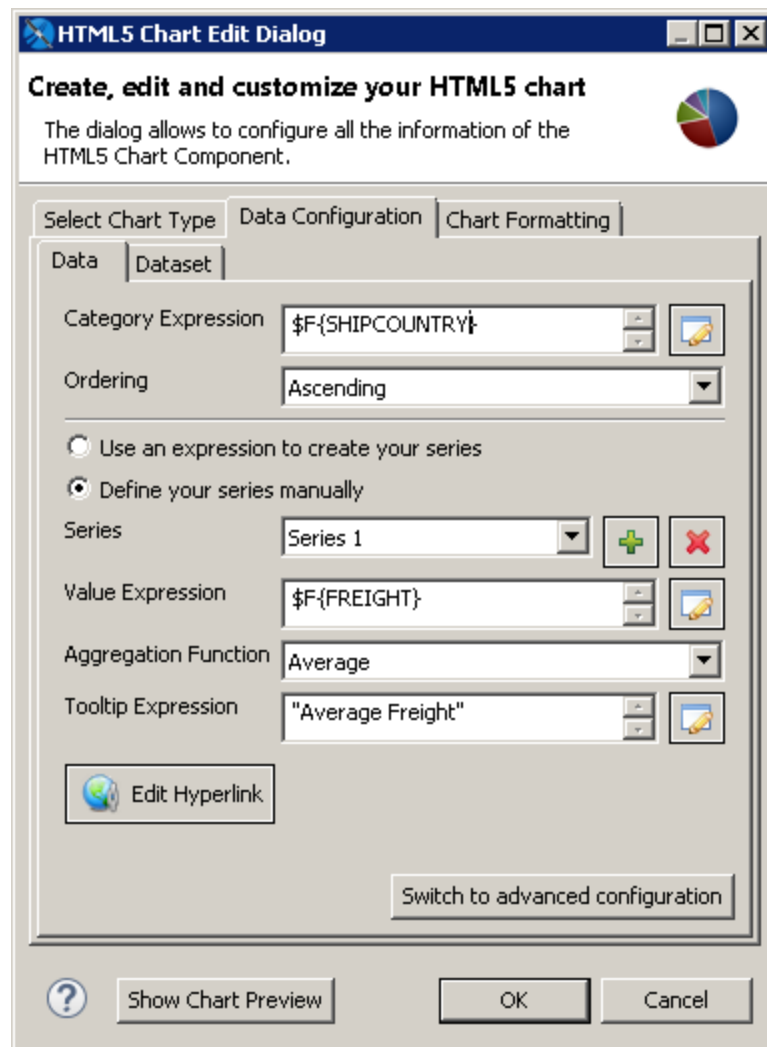 HTML5 Chart Edit Dialog
Create, edit and customize your HTML5 chart
The dialog allows to configure all the information of the
HTML5 Chart Component.
Select Chart Type Data Configuration Chart Formatting
Data Dataset
Category Expression $F{SHIPCOUNTRY}
Ordering Ascending
Use an expression to create your series
Define your series manually
Series Series 1
Value Expression $F{FREIGHT}
Aggregation Function Average
Tooltip Expression "Average Freight"
Edit Hyperlink
Switch to advanced configuration
? Show Chart Preview OK Cancel